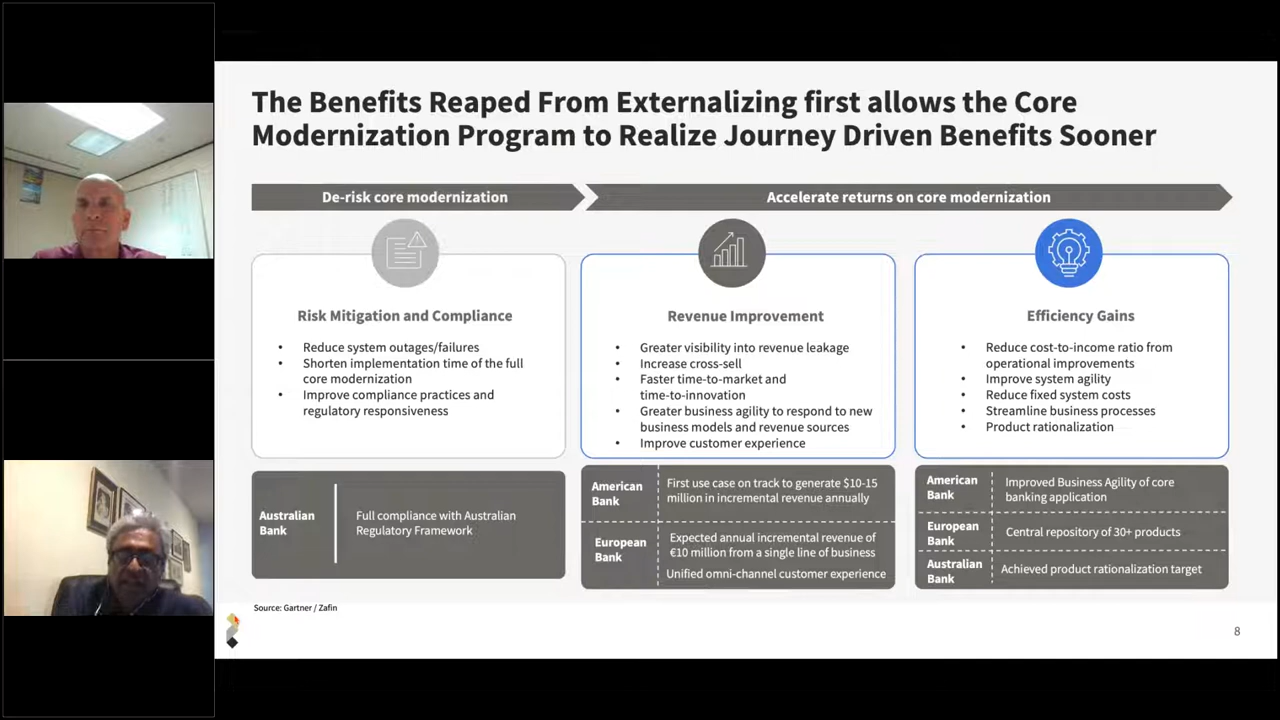 The Benefits Reaped From Externalizing first allows the Core
Modernization Program to Realize Journey Driven Benefits Sooner
De-risk core modernization
Accelerate returns on core modernization
Risk Mitigation and Compliance
• Reduce system outages/failures
• Shorten implementation time of the full
core modernization
• Improve compliance practices and
regulatory responsiveness
Revenue Improvement
• Greater visibility into revenue leakage
• Increase cross-sell
• Faster time-to-market and
time-to-innovation
• Greater business agility to respond to new
business models and revenue sources
• Improve customer experience
Efficiency Gains
• Reduce cost-to-income ratio from
operational improvements
• Improve system agility
• Reduce fixed system costs
• Streamline business processes
• Product rationalization
Australian
Bank
Full compliance with Australian
Regulatory Framework
American
Bank
First use case on track to generate $10-15
million in incremental revenue annually
European
Bank
Expected annual incremental revenue of
€10 million from a single line of business
Unified omni-channel customer experience
American
Bank
Improved Business Agility of core
banking application
European
Bank
Central repository of 30+ products
Australian
Bank
Achieved product rationalization target
Source: Gartner / Zafin
8